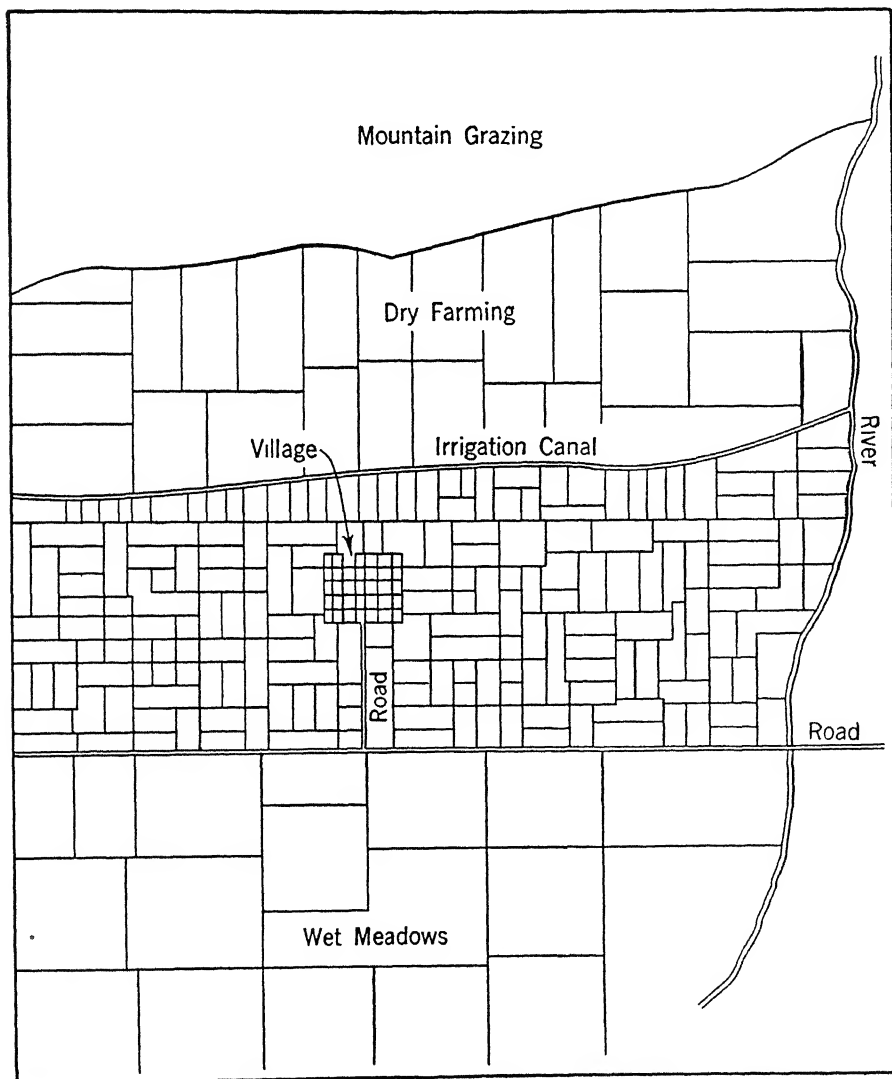 Mountain Grazing
Dry Farming
Village
Irrigation Canal
River
Road
Road
Wet Meadows